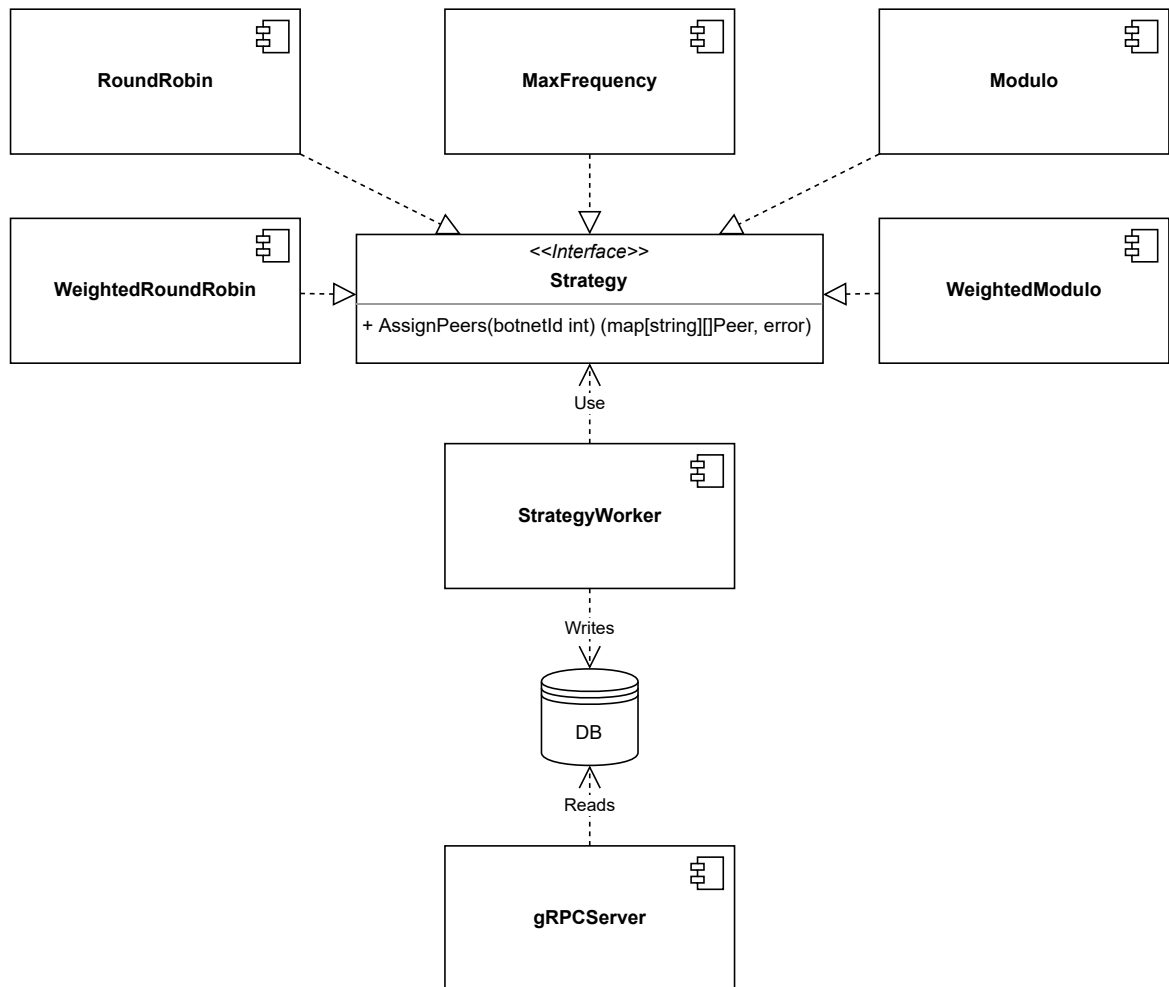 RoundRobin
MaxFrequency
Modulo
WeightedRoundRobin
<<Interface>>
Strategy
+ AssignPeers(botnetId int) (map[string][]Peer, error)
WeightedModulo
Use
StrategyWorker
Writes
DB
Reads
gRPCServer